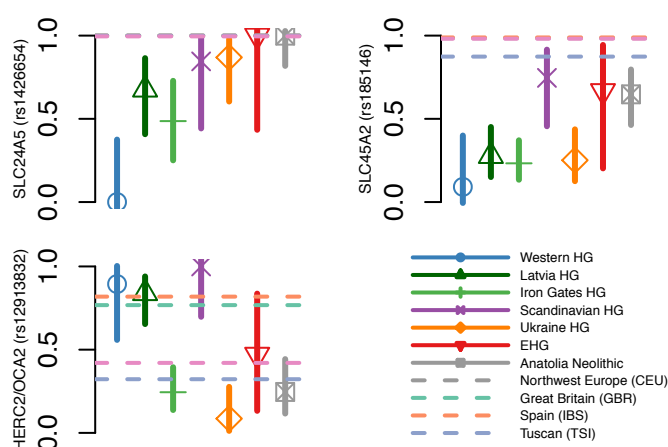 SLC24A5 (rs1426654)
1.0
0.5
0.0
SLC45A2 (rs185146)
1.0
0.5
0.0
HERC2/OCA2 (rs12913832)
1.0
0.5
0.0
Western HG
Latvia HG
Iron Gates HG
Scandinavian HG
Ukraine HG
EHG
Anatolia Neolithic
Northwest Europe (CEU)
Great Britain (GBR)
Spain (IBS)
Tuscan (TSI)